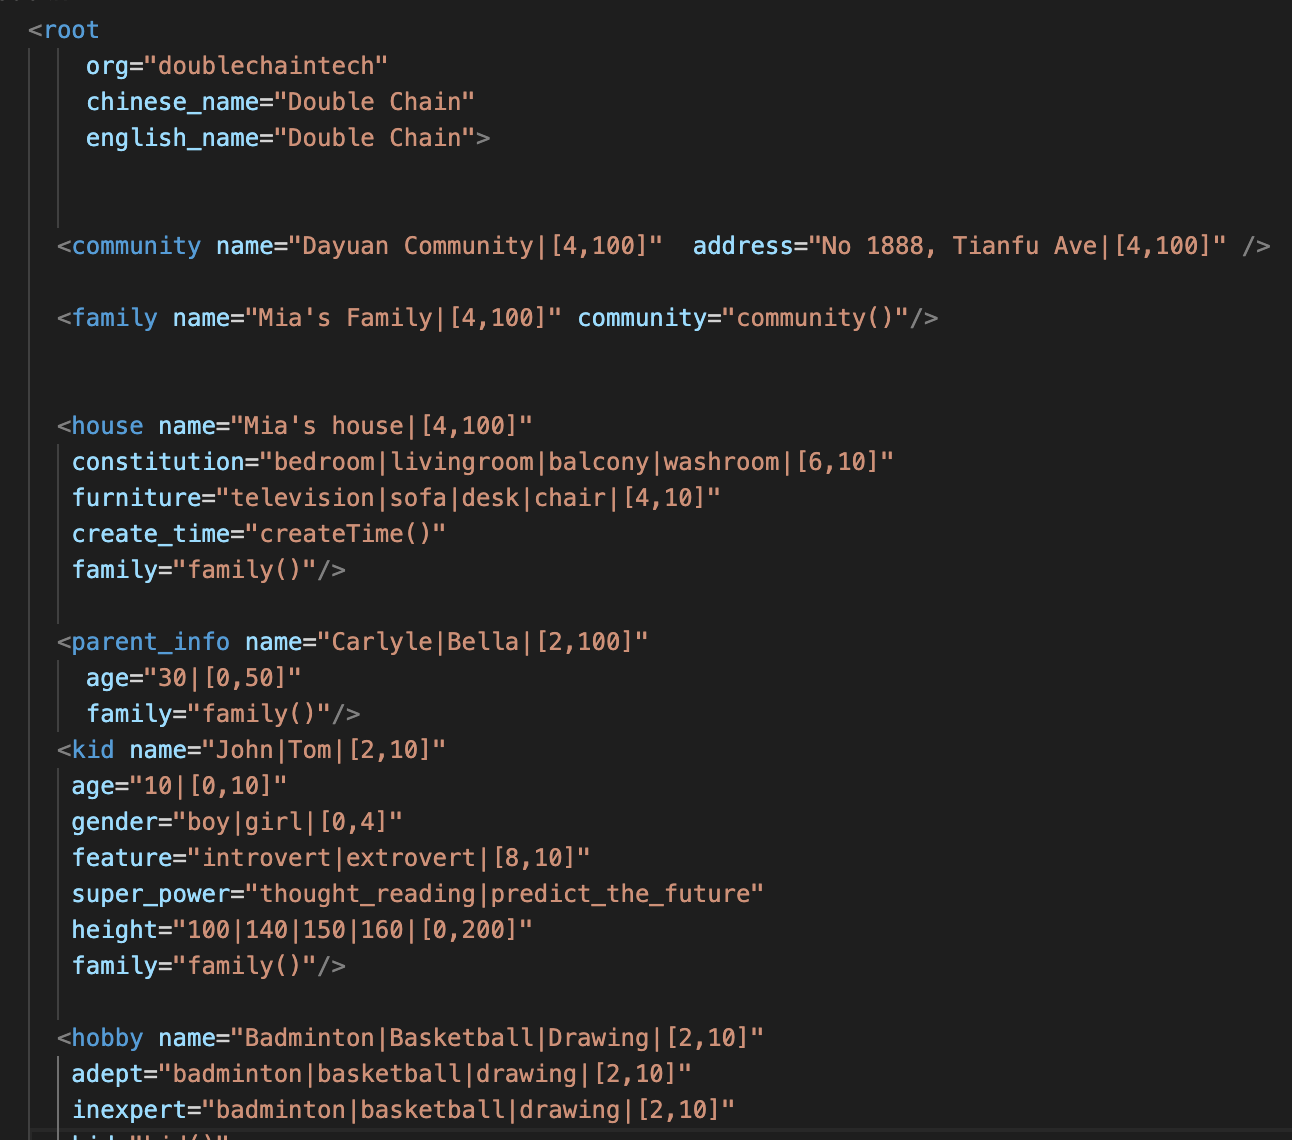 <root
org="doublechaintech"
chinese_name="Double Chain"
english_name="Double Chain">
<community name="Dayuan Community|[4,100]"  address="No 1888, Tianfu Ave|[4,100]" />
<family name="Mia's Family|[4,100]" community="community()"/>
<house name="Mia's house|[4,100]"
constitution="bedroom|livingroom|balcony|washroom|[6,10]"
furniture="television|sofa|desk|chair|[4,10]"
create_time="createTime()"
family="family()"/>
<parent_info name="Carlyle|Bella|[2,100]"
age="30|[0,50]"
family="family()"/>
<kid name="John|Tom|[2,10]"
age="10|[0,10]"
gender="boy|girl|[0,4]"
feature="introvert|extrovert|[8,10]"
super_power="thought_reading|predict_the_future"
height="100|140|150|160|[0,200]"
family="family()"/>
<hobby name="Badminton|Basketball|Drawing|[2,10]"
adept="badminton|basketball|drawing|[2,10]"
inexpert="badminton|basketball|drawing|[2,10]"